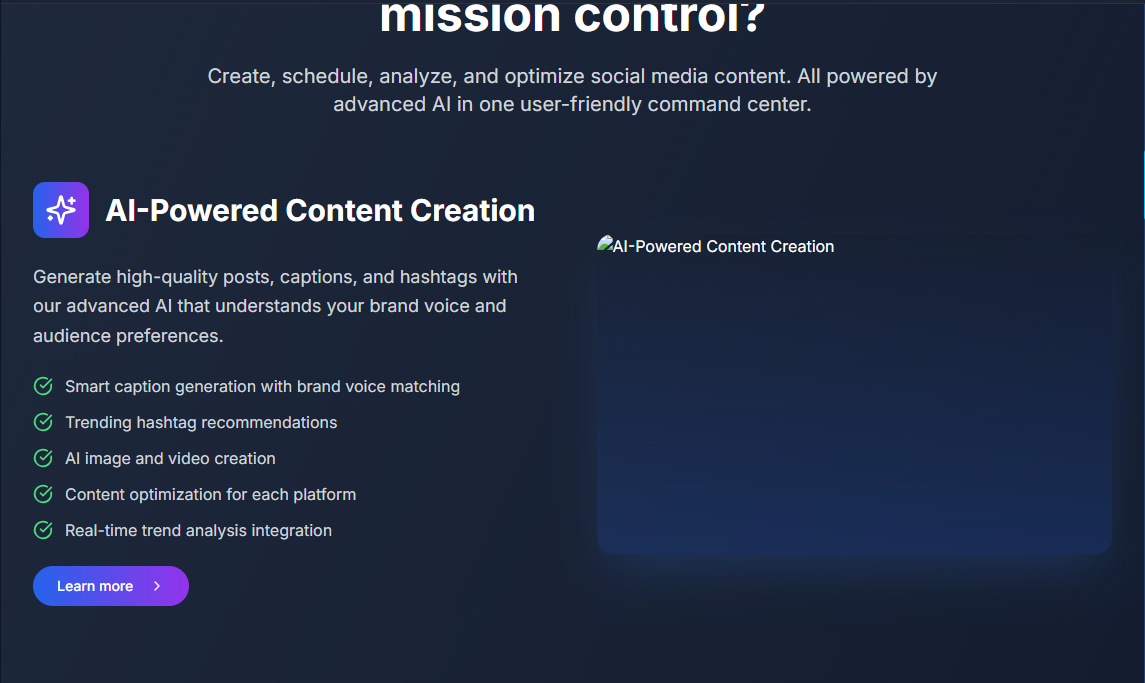 mission control?
Create, schedule, analyze, and optimize social media content. All powered by
advanced AI in one user-friendly command center.
AI-Powered Content Creation
Generate high-quality posts, captions, and hashtags with
our advanced AI that understands your brand voice and
audience preferences.
Smart caption generation with brand voice matching
Trending hashtag recommendations
AI image and video creation
Content optimization for each platform
Real-time trend analysis integration
Learn more
AI-Powered Content Creation